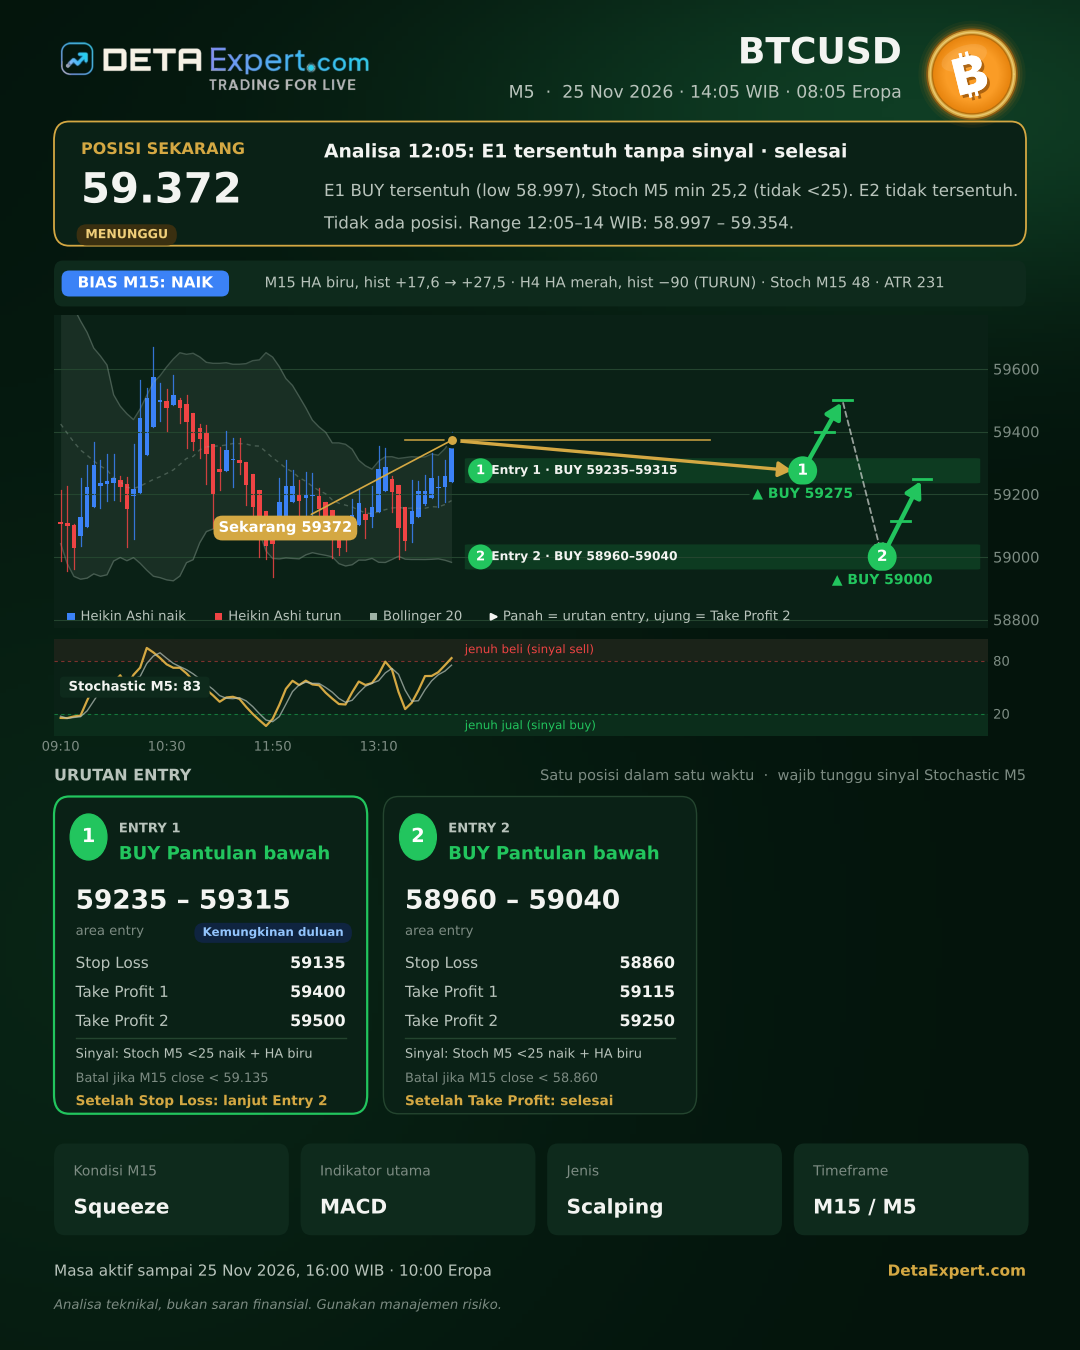 DETA Expert.com
TRADING FOR LIVE
BTCUSD
M5 · 25 Nov 2026 · 14:05 WIB · 08:05 Eropa
POSISI SEKARANG
59.372
MENUNGGU
Analisa 12:05: E1 tersentuh tanpa sinyal · selesai
E1 BUY tersentuh (low 58.997), Stoch M5 min 25,2 (tidak <25). E2 tidak tersentuh.
Tidak ada posisi. Range 12:05–14 WIB: 58.997 – 59.354.
BIAS M15: NAIK
M15 HA biru, hist +17,6 → +27,5 · H4 HA merah, hist −90 (TURUN) · Stoch M15 48 · ATR 231
59600
59400
59200
59000
58800
1 Entry 1 · BUY 59235–59315
1
▲ BUY 59275
Sekarang 59372
2 Entry 2 · BUY 58960–59040
2
▲ BUY 59000
Heikin Ashi naik
Heikin Ashi turun
Bollinger 20
Panah = urutan entry, ujung = Take Profit 2
jenuh beli (sinyal sell)
80
Stochastic M5: 83
20
jenuh jual (sinyal buy)
09:10 10:30 11:50 13:10
URUTAN ENTRY
Satu posisi dalam satu waktu · wajib tunggu sinyal Stochastic M5
1
ENTRY 1
BUY Pantulan bawah
59235 – 59315
area entry
Kemungkinan duluan
Stop Loss 59135
Take Profit 1 59400
Take Profit 2 59500
Sinyal: Stoch M5 <25 naik + HA biru
Batal jika M15 close < 59.135
Setelah Stop Loss: lanjut Entry 2
2
ENTRY 2
BUY Pantulan bawah
58960 – 59040
area entry
Stop Loss 58860
Take Profit 1 59115
Take Profit 2 59250
Sinyal: Stoch M5 <25 naik + HA biru
Batal jika M15 close < 58.860
Setelah Take Profit: selesai
Kondisi M15
Squeeze
Indikator utama
MACD
Jenis
Scalping
Timeframe
M15 / M5
Masa aktif sampai 25 Nov 2026, 16:00 WIB · 10:00 Eropa
DetaExpert.com
Analisa teknikal, bukan saran finansial. Gunakan manajemen risiko.